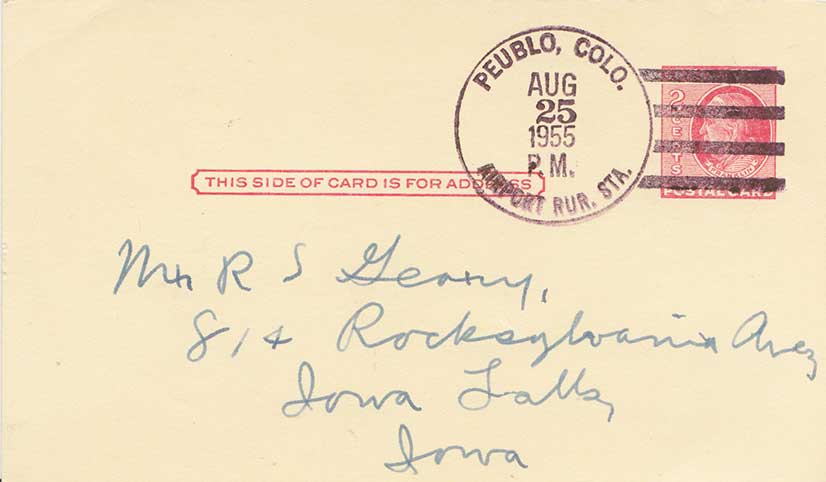 PEUBLO, COLO.
AUG
25
1955
P.M.
AIRPORT RUR. STA.
2 CENTS
FRANKLIN
POSTAL CARD
THIS SIDE OF CARD IS FOR ADDRESS
Mr R S Geary,
814 Rocksylvania Ave,
Iowa Falls,
Iowa